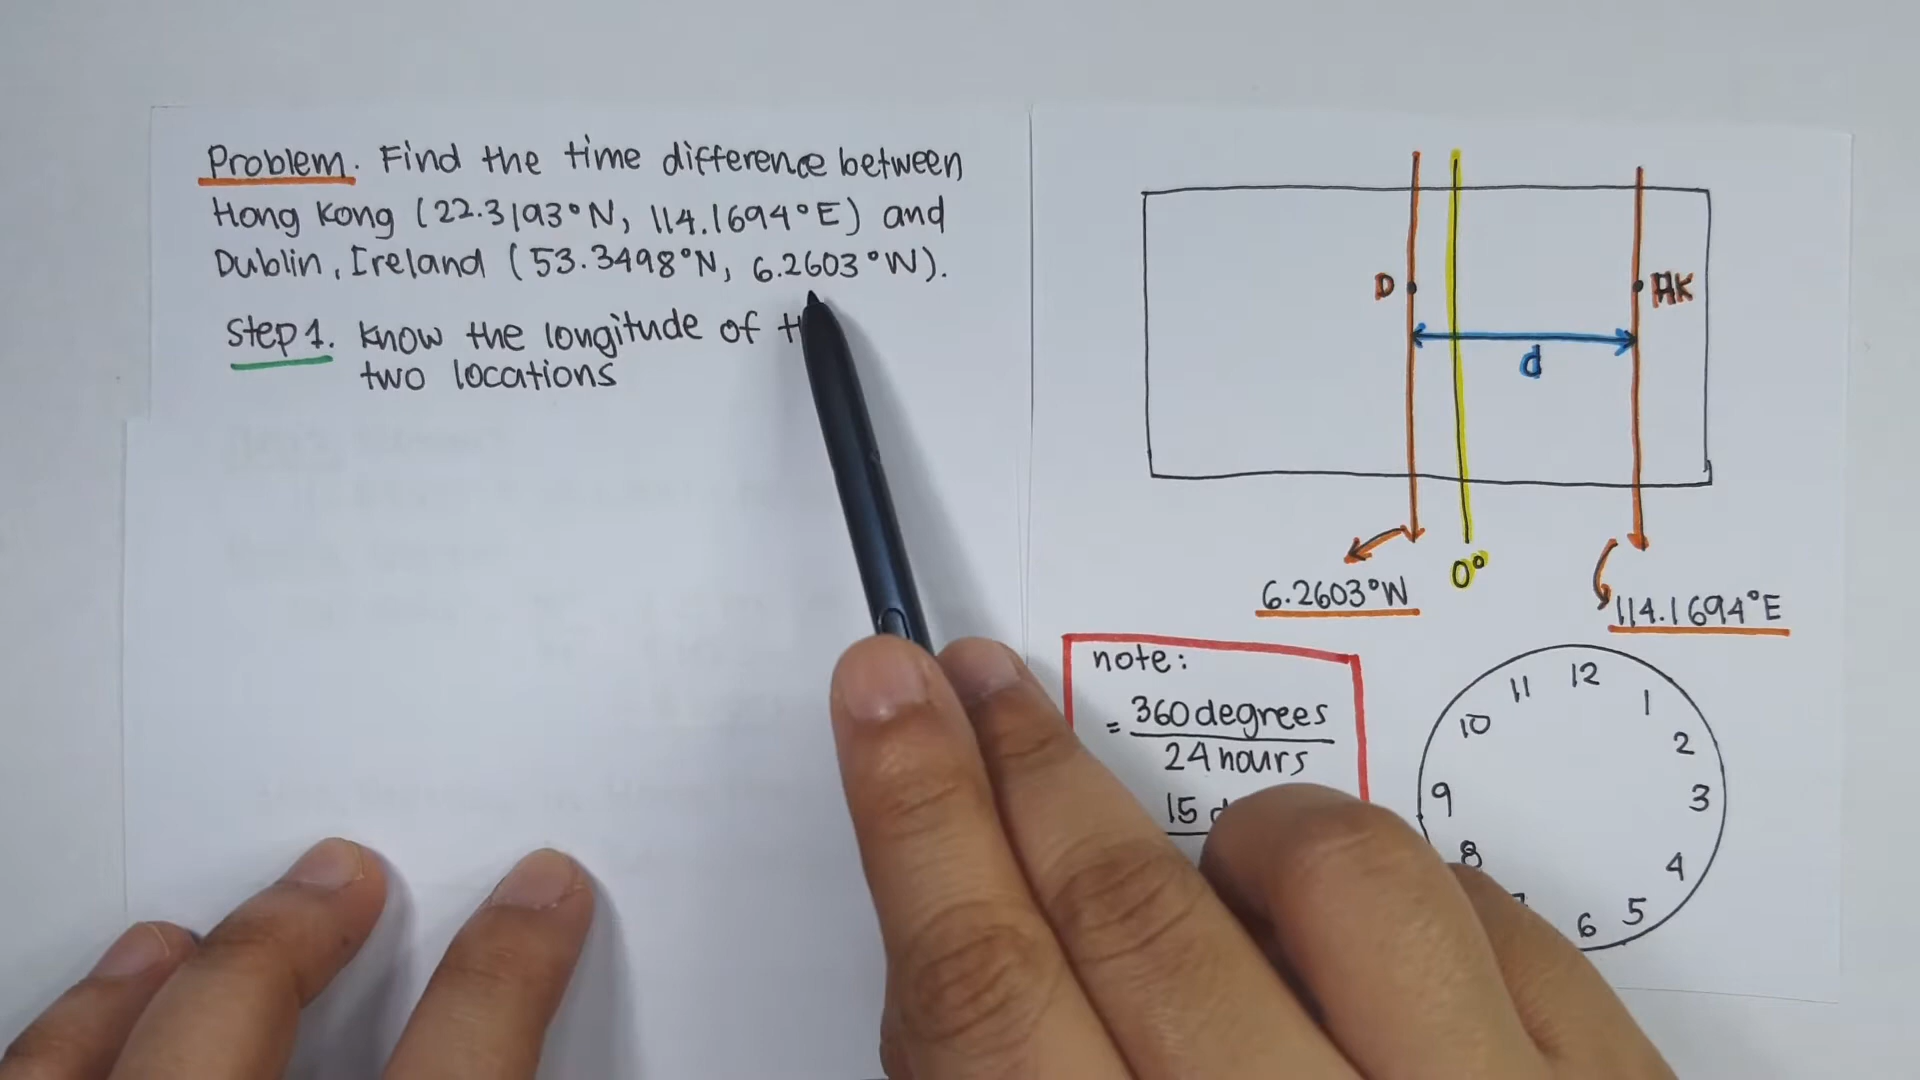 Problem. Find the time difference between
Hong Kong (22.3193°N, 114.1694°E) and
Dublin, Ireland (53.3498°N, 6.2603°W).
Step 1. Know the longitude of
two locations
D
HK
d
6.2603°W
0°
114.1694°E
note:
= 360 degrees
24 hours
15
12
1
2
3
4
5
6
8
9
10
11